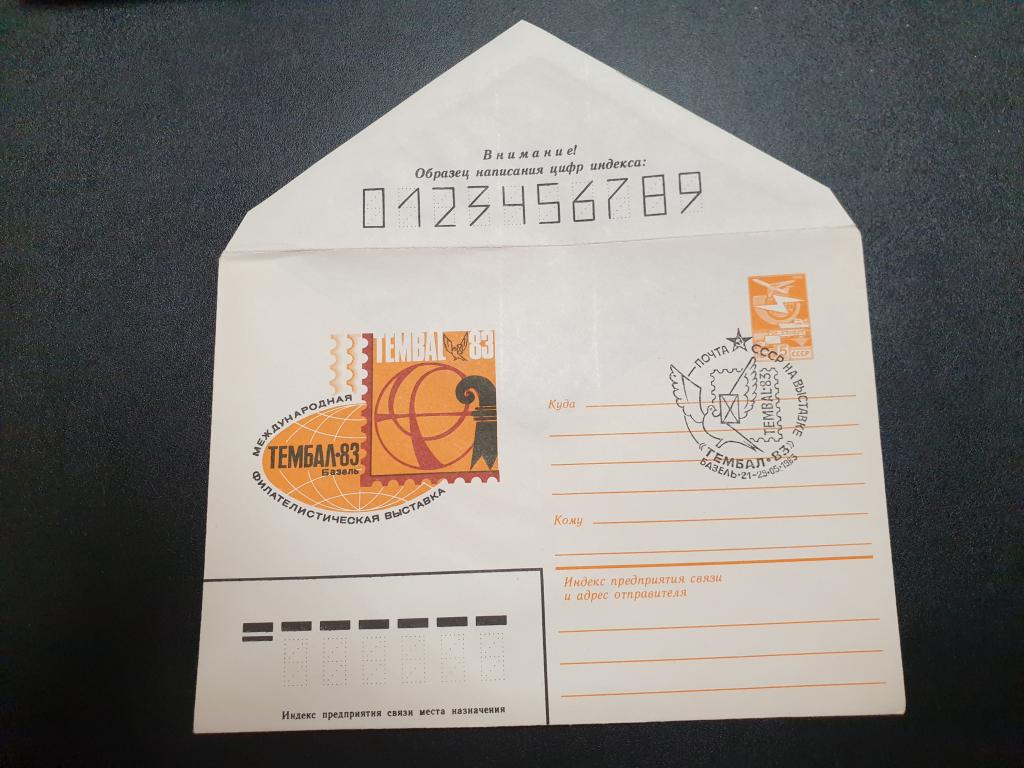 Внимание!
Образец написания цифр индекса:
0123456789
TEMBAL 83
МЕЖДУНАРОДНАЯ
ТЕМБАЛ•83
Базель
ФИЛАТЕЛИСТИЧЕСКАЯ ВЫСТАВКА
5
СССР
ПОЧТА СССР НА ВЫСТАВКЕ
TEMBAL•83
«ТЕМБАЛ•83»
БАЗЕЛЬ•21-29•05•1983
Куда
Кому
Индекс предприятия связи
и адрес отправителя
Индекс предприятия связи места назначения